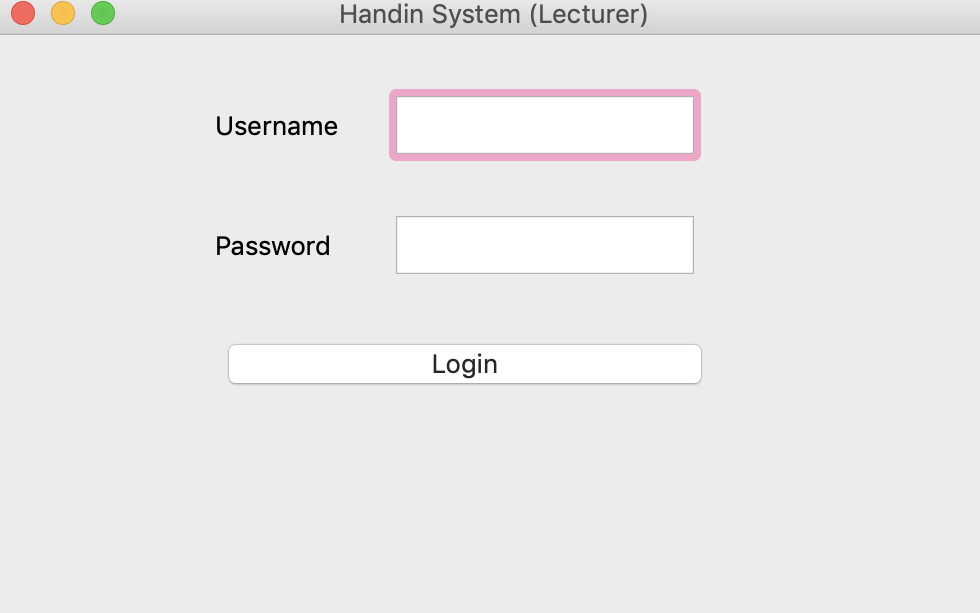 Handin System (Lecturer)
Username
Password
Login